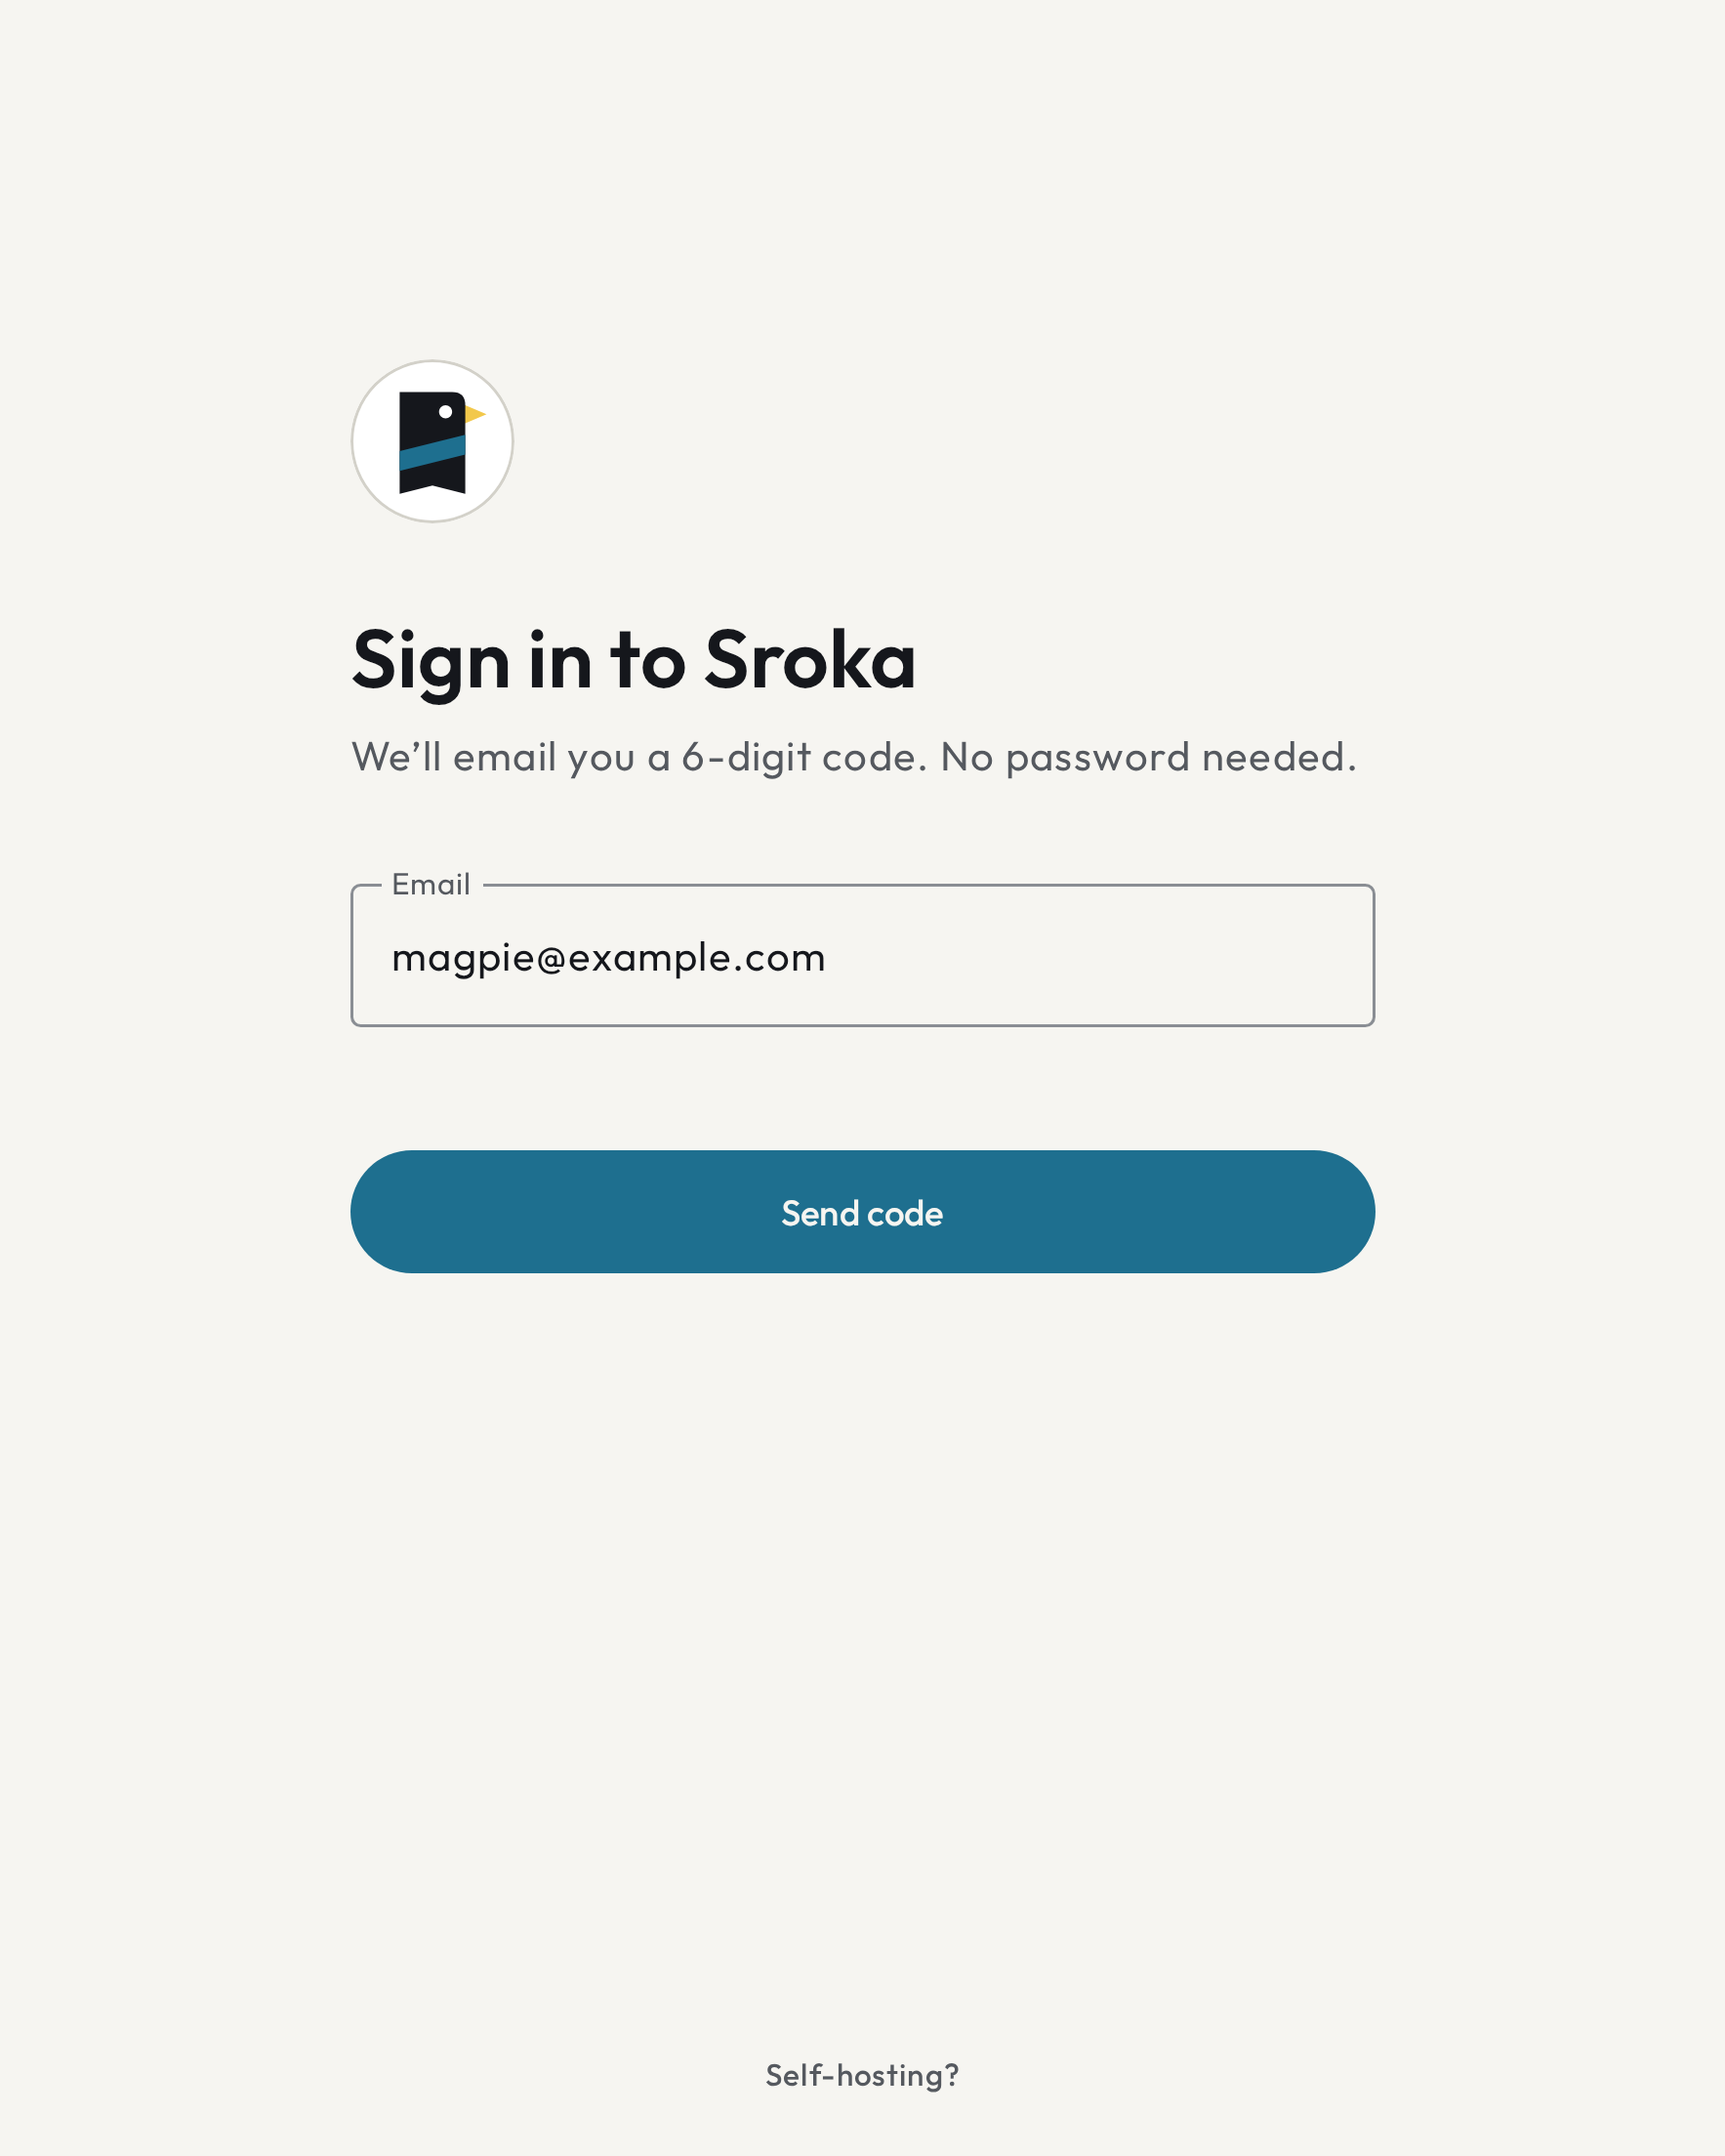 Sign in to Sroka
We’ll email you a 6-digit code. No password needed.
Email
magpie@example.com
Send code
Self-hosting?